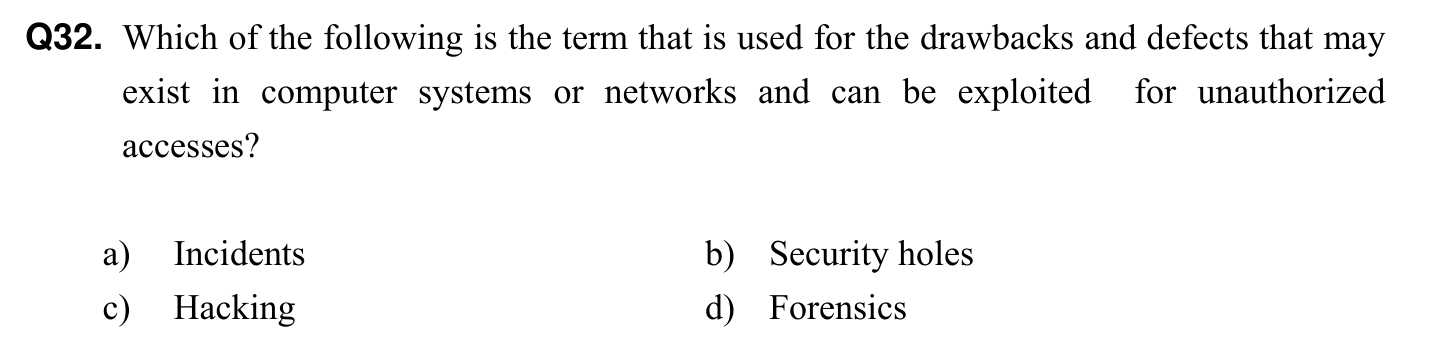 Q32. Which of the following is the term that is used for the drawbacks and defects that may
exist in computer systems or networks and can be exploited for unauthorized
accesses?
a) Incidents b) Security holes
c) Hacking d) Forensics